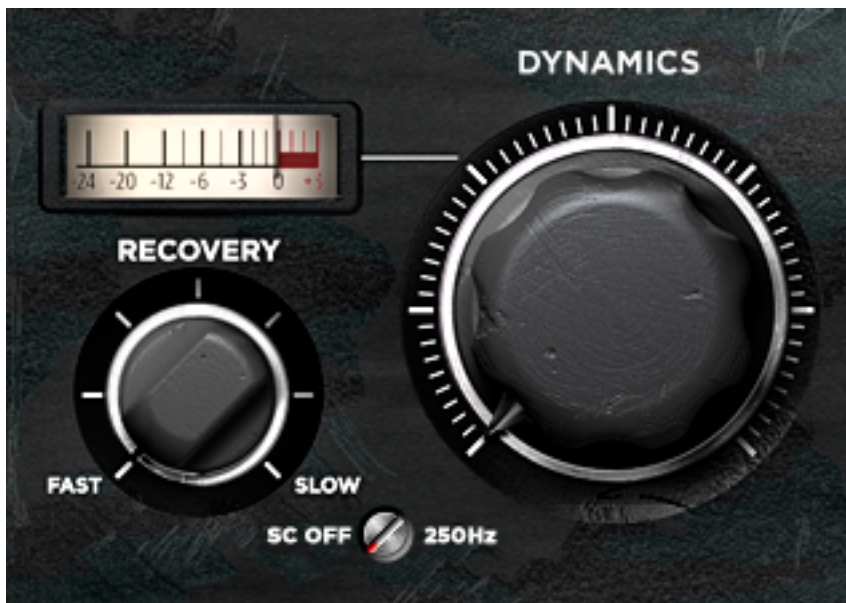 DYNAMICS
-24 -20 -12 -6 -3 0 +3
RECOVERY
FAST SLOW
SC OFF 250Hz